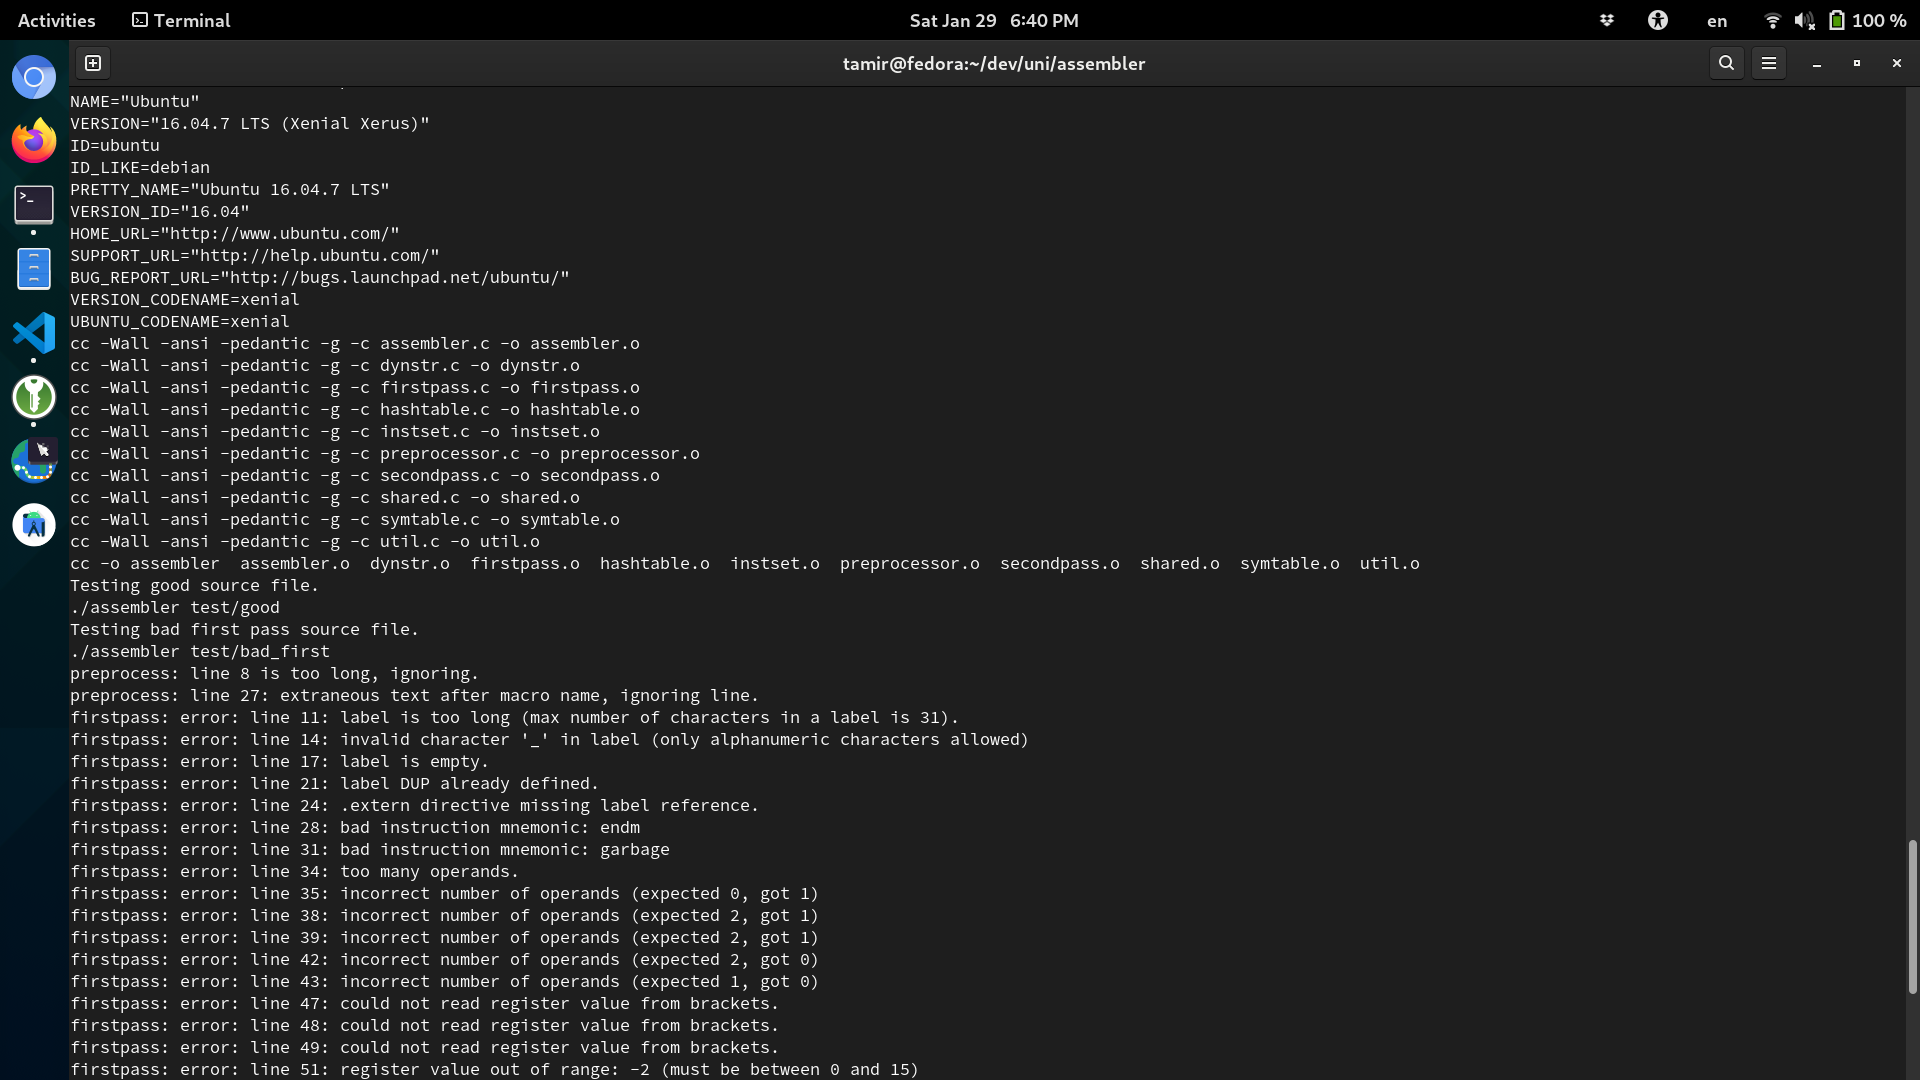 Activities
Terminal
Sat Jan 29 6:40 PM
en
100 %
tamir@fedora:~/dev/uni/assembler
NAME="Ubuntu"
VERSION="16.04.7 LTS (Xenial Xerus)"
ID=ubuntu
ID_LIKE=debian
PRETTY_NAME="Ubuntu 16.04.7 LTS"
VERSION_ID="16.04"
HOME_URL="http://www.ubuntu.com/"
SUPPORT_URL="http://help.ubuntu.com/"
BUG_REPORT_URL="http://bugs.launchpad.net/ubuntu/"
VERSION_CODENAME=xenial
UBUNTU_CODENAME=xenial
cc -Wall -ansi -pedantic -g -c assembler.c -o assembler.o
cc -Wall -ansi -pedantic -g -c dynstr.c -o dynstr.o
cc -Wall -ansi -pedantic -g -c firstpass.c -o firstpass.o
cc -Wall -ansi -pedantic -g -c hashtable.c -o hashtable.o
cc -Wall -ansi -pedantic -g -c instset.c -o instset.o
cc -Wall -ansi -pedantic -g -c preprocessor.c -o preprocessor.o
cc -Wall -ansi -pedantic -g -c secondpass.c -o secondpass.o
cc -Wall -ansi -pedantic -g -c shared.c -o shared.o
cc -Wall -ansi -pedantic -g -c symtable.c -o symtable.o
cc -Wall -ansi -pedantic -g -c util.c -o util.o
cc -o assembler  assembler.o  dynstr.o  firstpass.o  hashtable.o  instset.o  preprocessor.o  secondpass.o  shared.o  symtable.o  util.o
Testing good source file.
./assembler test/good
Testing bad first pass source file.
./assembler test/bad_first
preprocess: line 8 is too long, ignoring.
preprocess: line 27: extraneous text after macro name, ignoring line.
firstpass: error: line 11: label is too long (max number of characters in a label is 31).
firstpass: error: line 14: invalid character '_' in label (only alphanumeric characters allowed)
firstpass: error: line 17: label is empty.
firstpass: error: line 21: label DUP already defined.
firstpass: error: line 24: .extern directive missing label reference.
firstpass: error: line 28: bad instruction mnemonic: endm
firstpass: error: line 31: bad instruction mnemonic: garbage
firstpass: error: line 34: too many operands.
firstpass: error: line 35: incorrect number of operands (expected 0, got 1)
firstpass: error: line 38: incorrect number of operands (expected 2, got 1)
firstpass: error: line 39: incorrect number of operands (expected 2, got 1)
firstpass: error: line 42: incorrect number of operands (expected 2, got 0)
firstpass: error: line 43: incorrect number of operands (expected 1, got 0)
firstpass: error: line 47: could not read register value from brackets.
firstpass: error: line 48: could not read register value from brackets.
firstpass: error: line 49: could not read register value from brackets.
firstpass: error: line 51: register value out of range: -2 (must be between 0 and 15)